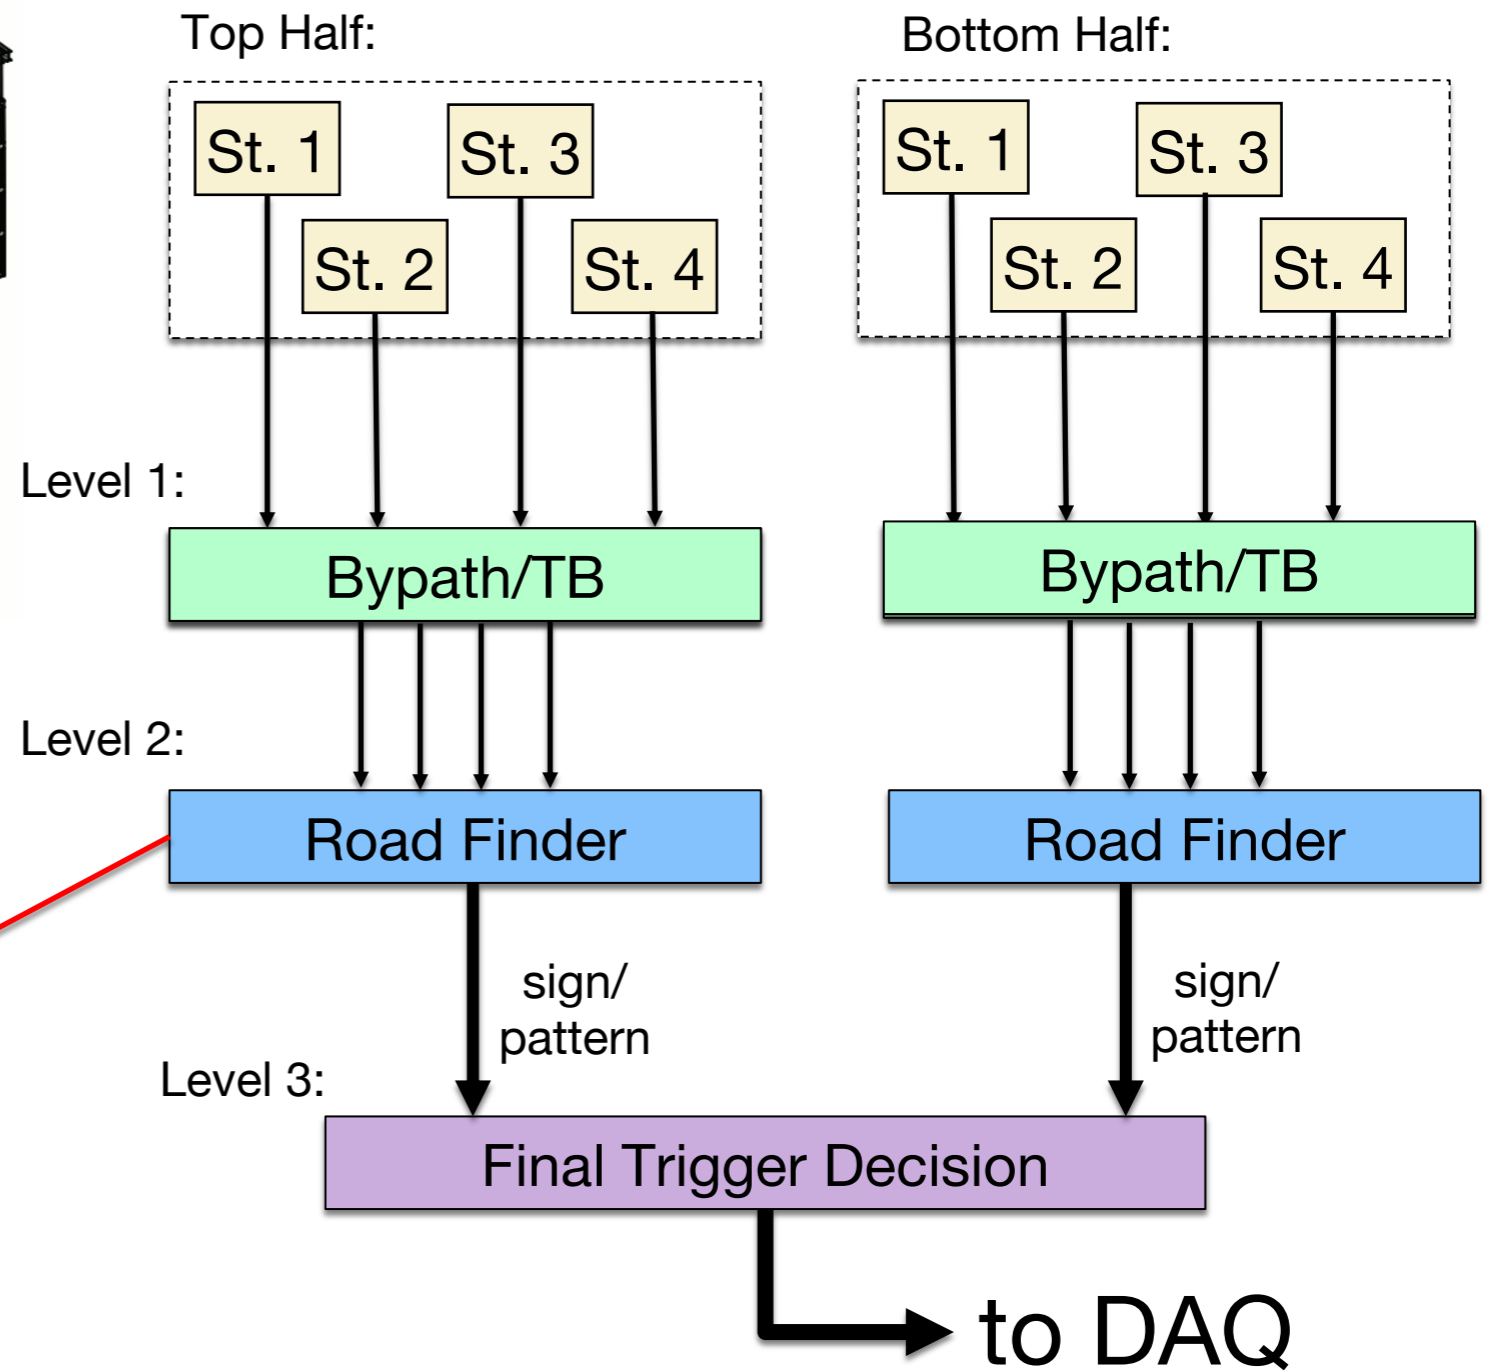 Top Half:
Bottom Half:
St. 1
St. 3
St. 2
St. 4
St. 1
St. 3
St. 2
St. 4
Level 1:
Bypath/TB
Bypath/TB
Level 2:
Road Finder
Road Finder
sign/
pattern
sign/
pattern
Level 3:
Final Trigger Decision
to DAQ